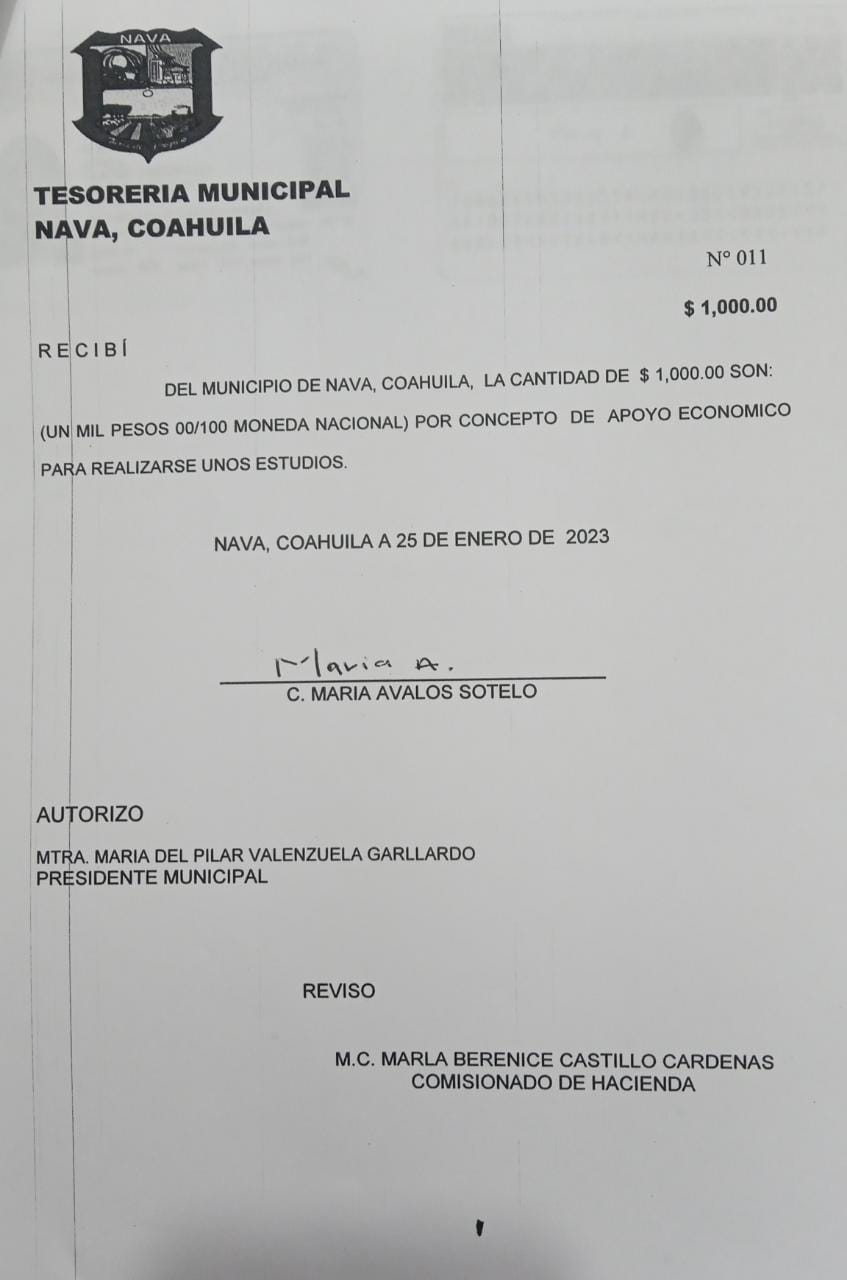 NAVA
TESORERIA MUNICIPAL
NAVA, COAHUILA
N° 011
$ 1,000.00
RECIBÍ
DEL MUNICIPIO DE NAVA, COAHUILA, LA CANTIDAD DE $ 1,000.00 SON:
(UN MIL PESOS 00/100 MONEDA NACIONAL) POR CONCEPTO DE APOYO ECONOMICO
PARA REALIZARSE UNOS ESTUDIOS.
NAVA, COAHUILA A 25 DE ENERO DE 2023
Maria A.
C. MARIA AVALOS SOTELO
AUTORIZO
MTRA. MARIA DEL PILAR VALENZUELA GARLLARDO
PRESIDENTE MUNICIPAL
REVISO
M.C. MARLA BERENICE CASTILLO CARDENAS
COMISIONADO DE HACIENDA